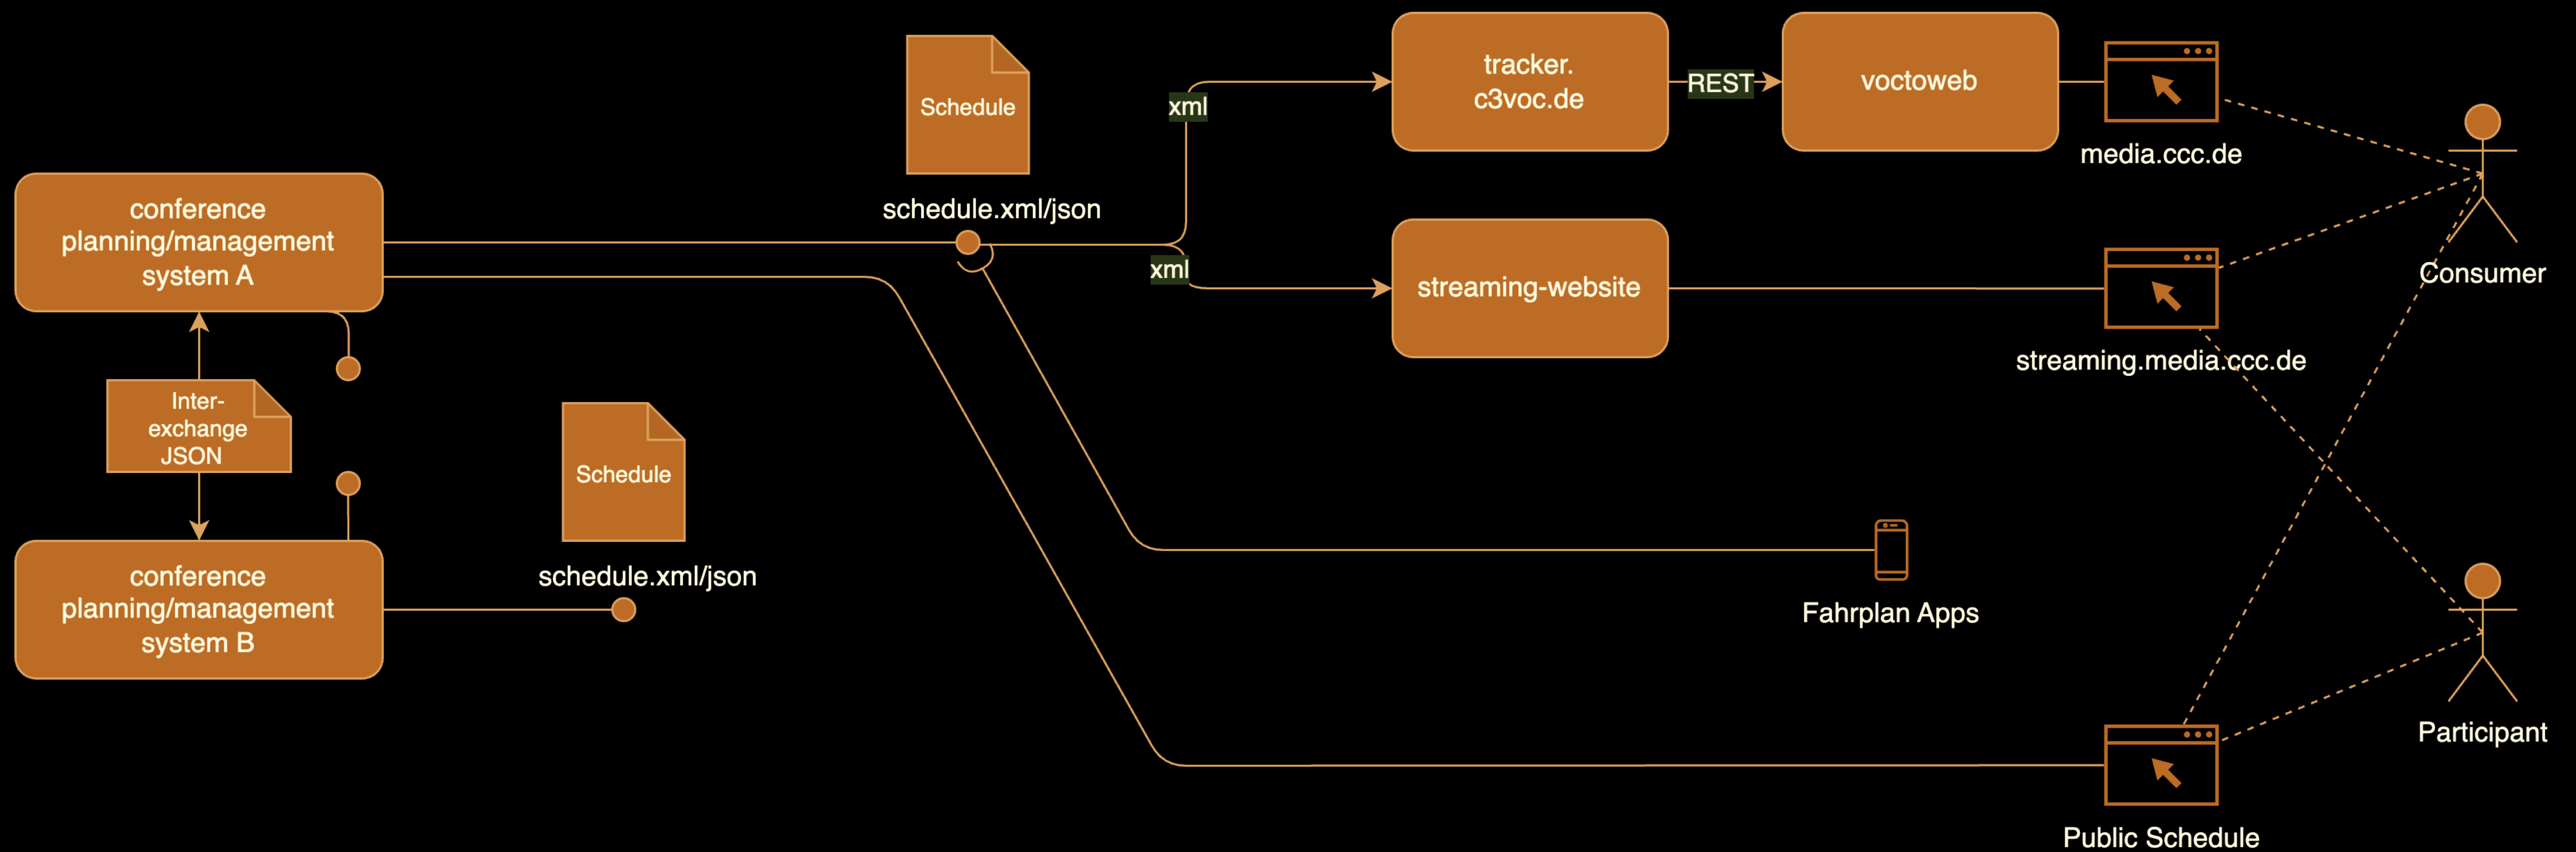 conference
planning/management
system A
Inter-
exchange
JSON
conference
planning/management
system B
Schedule
schedule.xml/json
Schedule
schedule.xml/json
xml
xml
tracker.
c3voc.de
REST
voctoweb
media.ccc.de
streaming-website
streaming.media.ccc.de
Fahrplan Apps
Public Schedule
Consumer
Participant